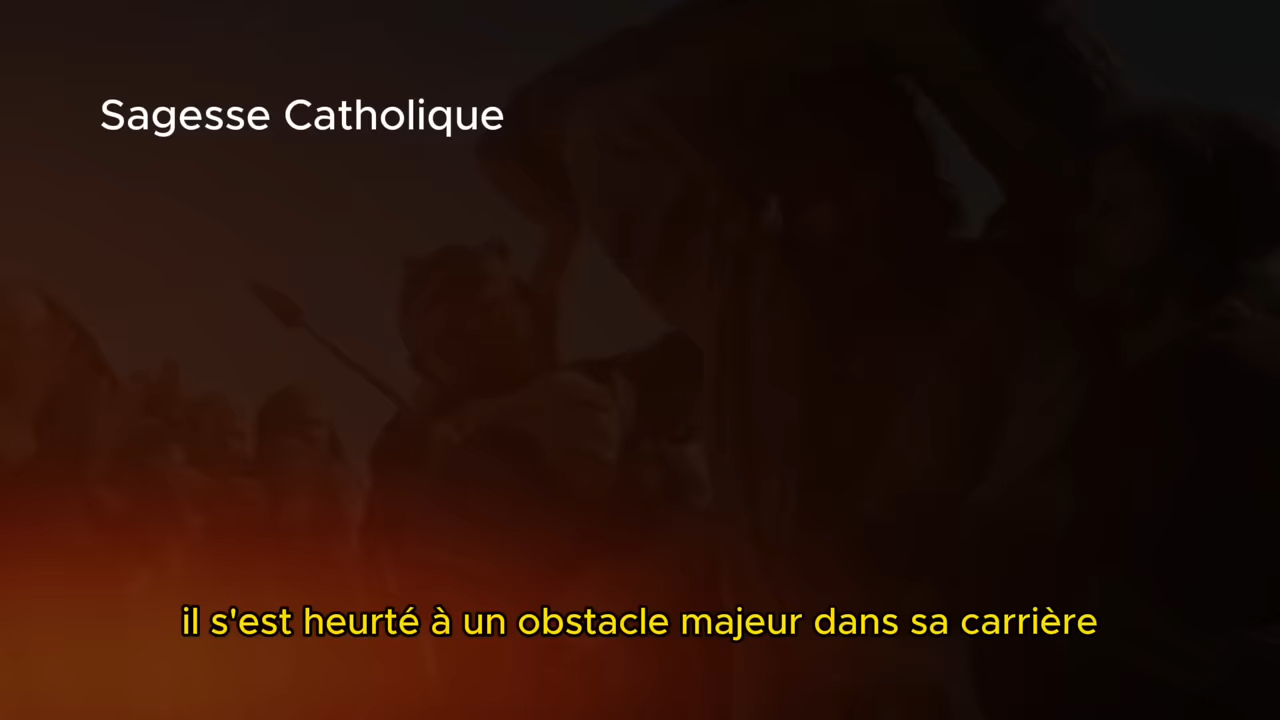 Sagesse Catholique
il s'est heurté à un obstacle majeur dans sa carrière